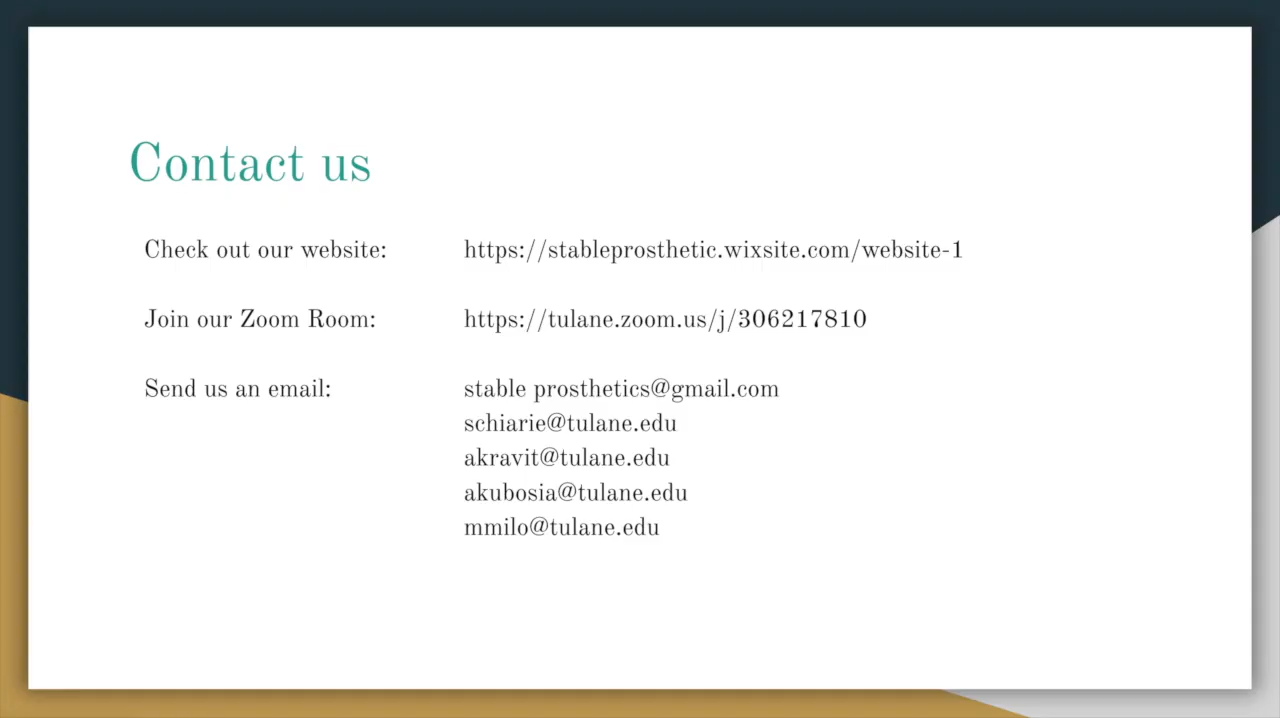 Contact us
Check out our website: https://stableprosthetic.wixsite.com/website-1
Join our Zoom Room: https://tulane.zoom.us/j/306217810
Send us an email: stable prosthetics@gmail.com
schiarie@tulane.edu
akravit@tulane.edu
akubosia@tulane.edu
mmilo@tulane.edu